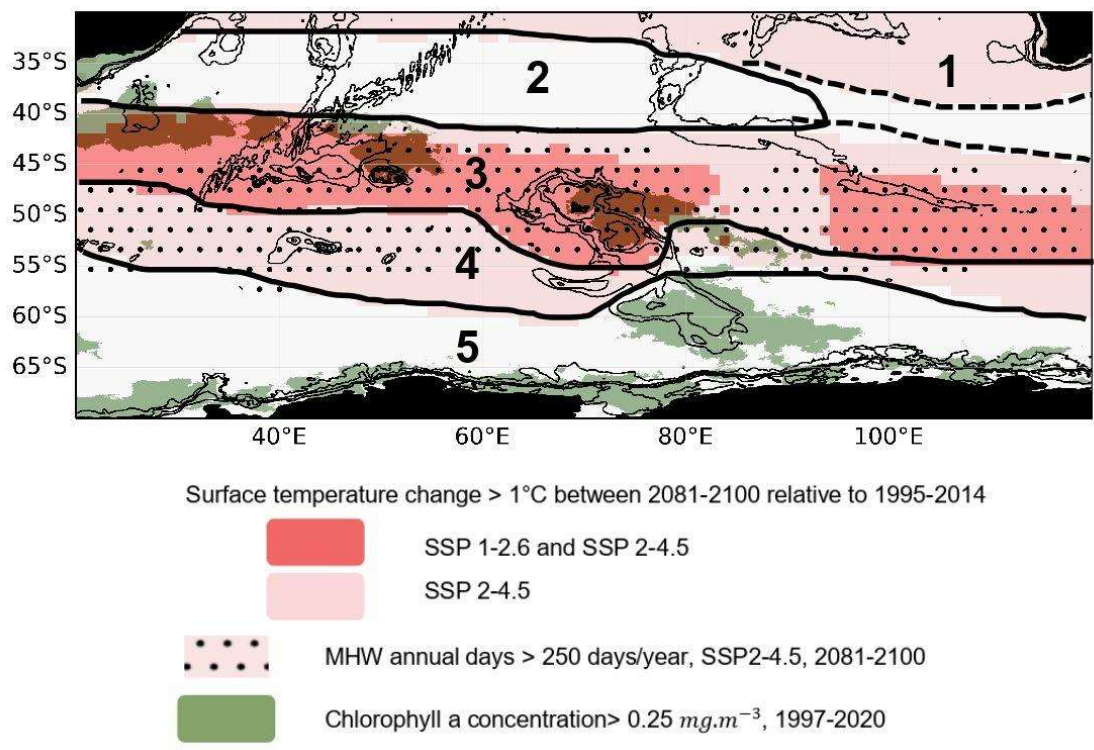 35°S
40°S
45°S
50°S
55°S
60°S
65°S
1
2
3
4
5
40°E 60°E 80°E 100°E
Surface temperature change > 1°C between 2081-2100 relative to 1995-2014
SSP 1-2.6 and SSP 2-4.5
SSP 2-4.5
MHW annual days > 250 days/year, SSP2-4.5, 2081-2100
Chlorophyll a concentration> 0.25 mg.m⁻³, 1997-2020